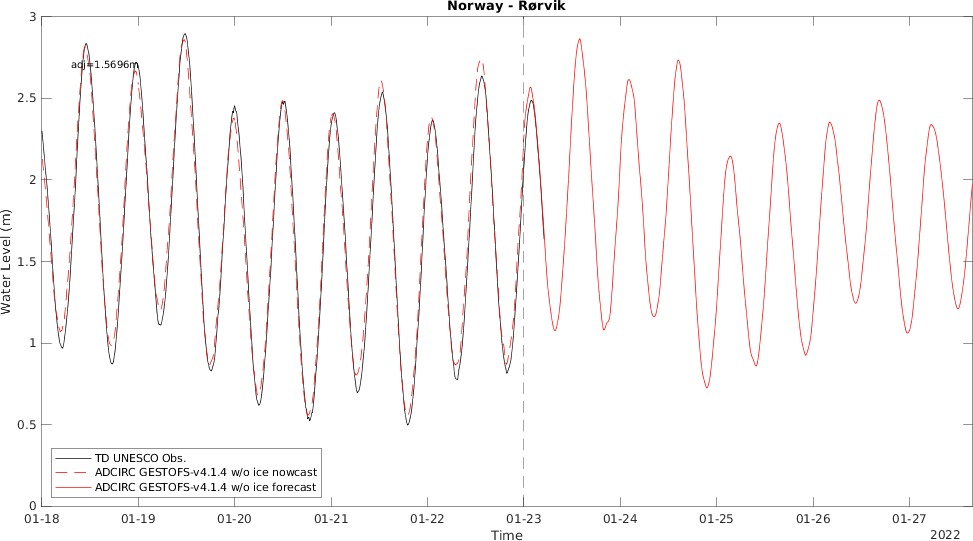 Norway - Rørvik
adj=1.5696m
Water Level (m)
3
2.5
2
1.5
1
0.5
0
TD UNESCO Obs.
ADCIRC GESTOFS-v4.1.4 w/o ice nowcast
ADCIRC GESTOFS-v4.1.4 w/o ice forecast
01-18 01-19 01-20 01-21 01-22 01-23 01-24 01-25 01-26 01-27
Time
2022